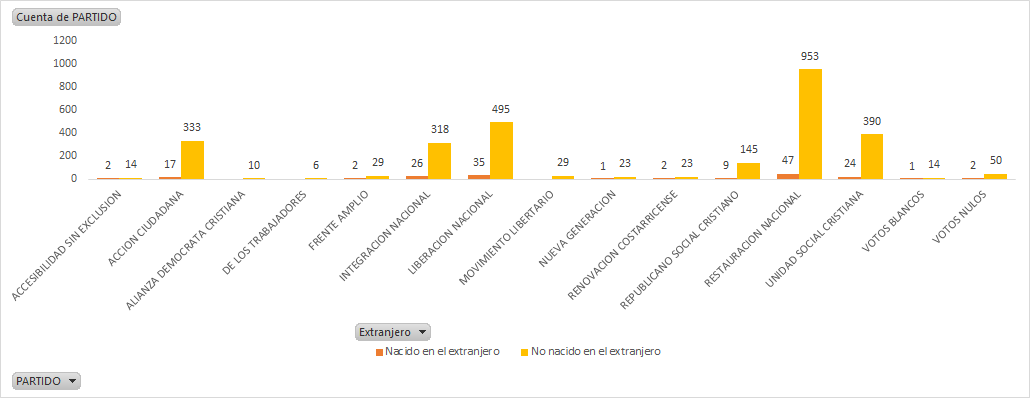 Cuenta de PARTIDO
1200
1000
800
600
400
200
0
2 14
17 333
10
6
2 29
26 318
35 495
29
1 23
2 23
9 145
47 953
24 390
1 14
2 50
ACCESIBILIDAD SIN EXCLUSION
ACCION CIUDADANA
ALIANZA DEMOCRATA CRISTIANA
DE LOS TRABAJADORES
FRENTE AMPLIO
INTEGRACION NACIONAL
LIBERACION NACIONAL
MOVIMIENTO LIBERTARIO
NUEVA GENERACION
RENOVACION COSTARRICENSE
REPUBLICANO SOCIAL CRISTIANO
RESTAURACION NACIONAL
UNIDAD SOCIAL CRISTIANA
VOTOS BLANCOS
VOTOS NULOS
Extranjero
Nacido en el extranjero No nacido en el extranjero
PARTIDO